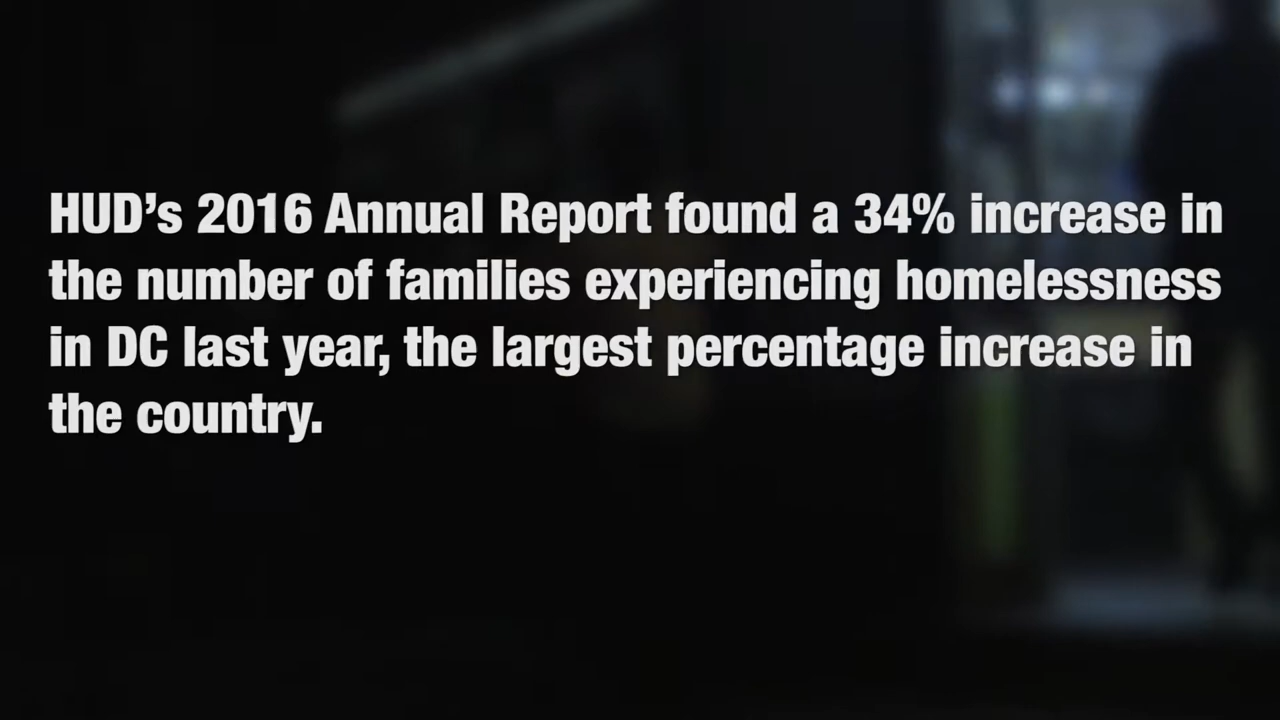 HUD’s 2016 Annual Report found a 34% increase in
the number of families experiencing homelessness
in DC last year, the largest percentage increase in
the country.